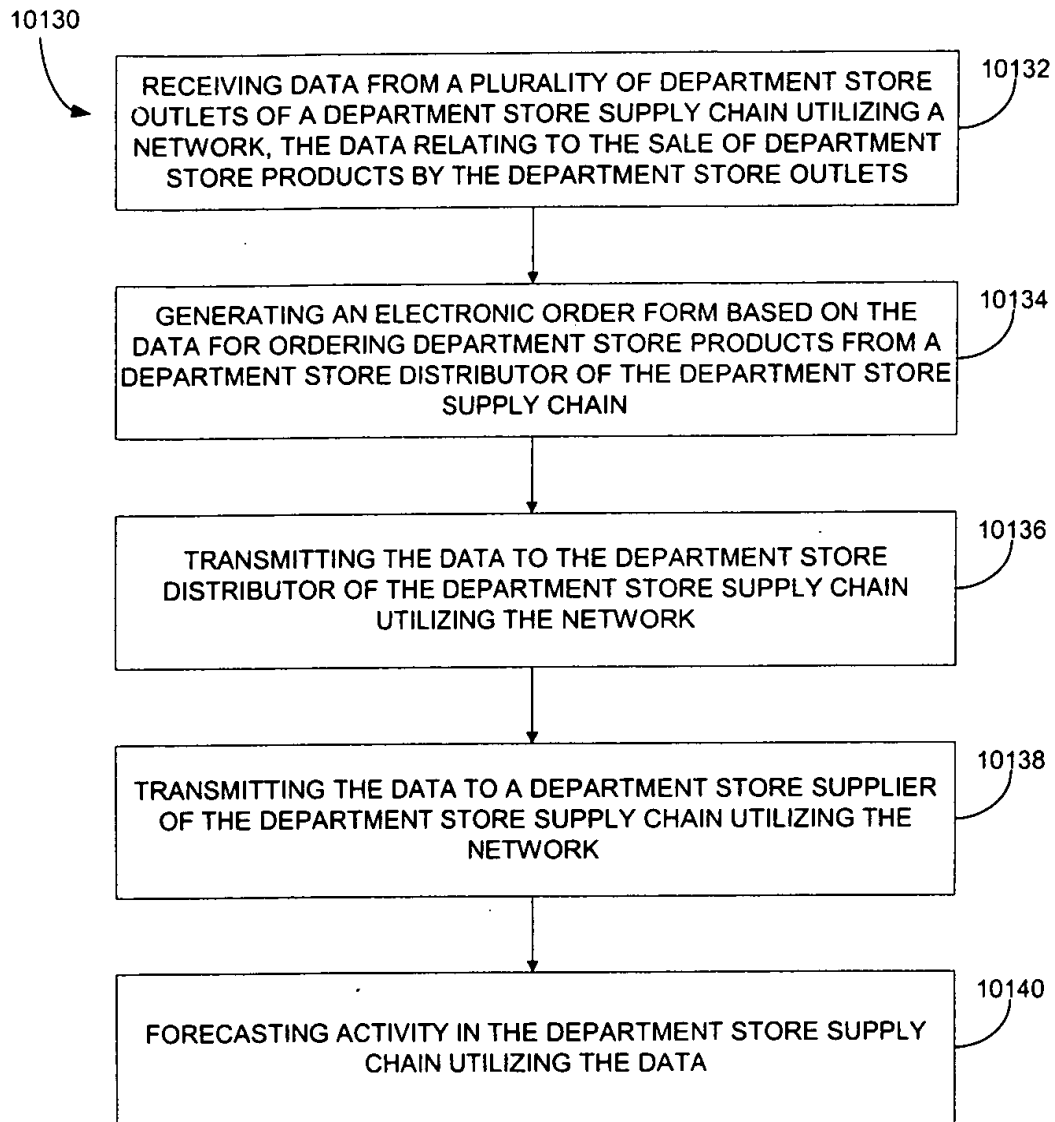 10130
RECEIVING DATA FROM A PLURALITY OF DEPARTMENT STORE
OUTLETS OF A DEPARTMENT STORE SUPPLY CHAIN UTILIZING A
NETWORK, THE DATA RELATING TO THE SALE OF DEPARTMENT
STORE PRODUCTS BY THE DEPARTMENT STORE OUTLETS
10132
GENERATING AN ELECTRONIC ORDER FORM BASED ON THE
DATA FOR ORDERING DEPARTMENT STORE PRODUCTS FROM A
DEPARTMENT STORE DISTRIBUTOR OF THE DEPARTMENT STORE
SUPPLY CHAIN
10134
TRANSMITTING THE DATA TO THE DEPARTMENT STORE
DISTRIBUTOR OF THE DEPARTMENT STORE SUPPLY CHAIN
UTILIZING THE NETWORK
10136
TRANSMITTING THE DATA TO A DEPARTMENT STORE SUPPLIER
OF THE DEPARTMENT STORE SUPPLY CHAIN UTILIZING THE
NETWORK
10138
FORECASTING ACTIVITY IN THE DEPARTMENT STORE SUPPLY
CHAIN UTILIZING THE DATA
10140